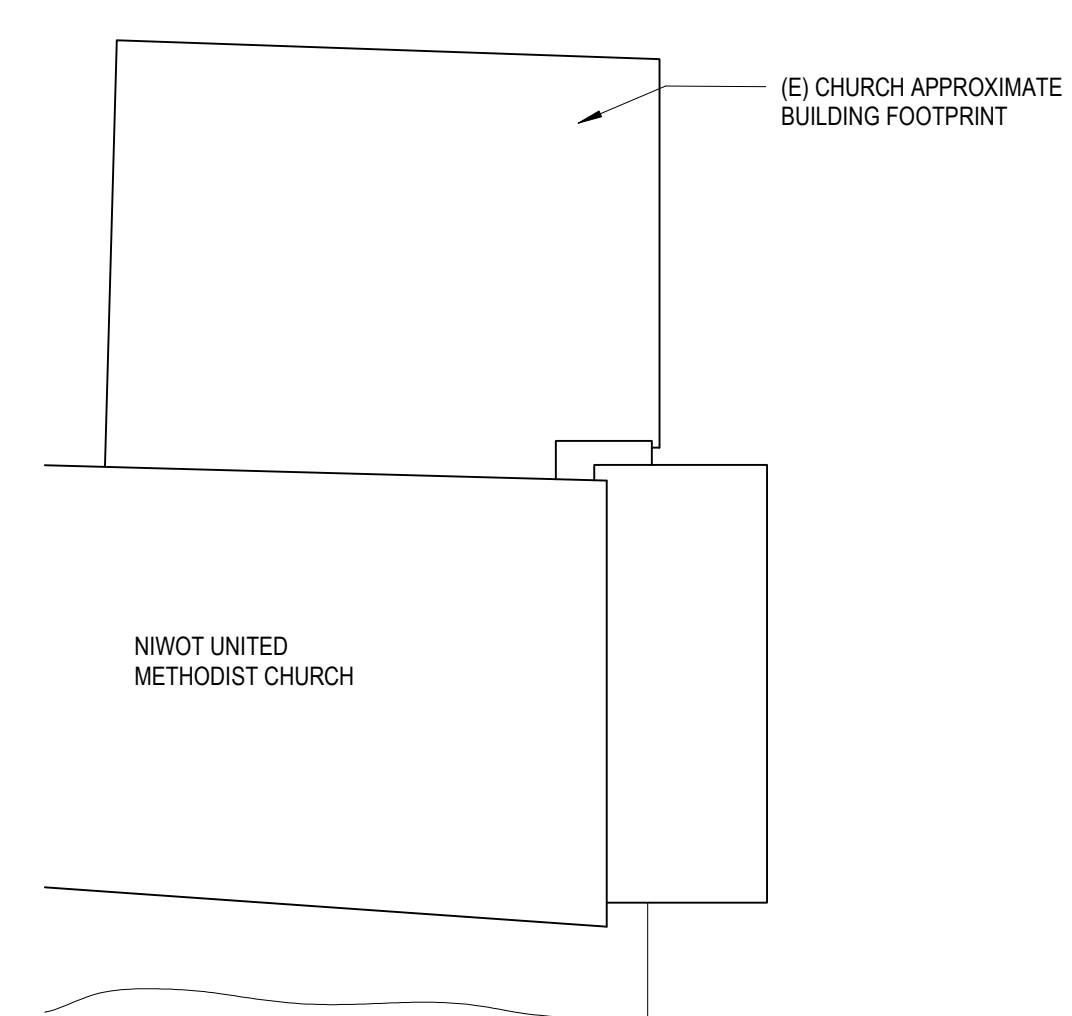 (E) CHURCH APPROXIMATE
BUILDING FOOTPRINT
NIWOT UNITED
METHODIST CHURCH